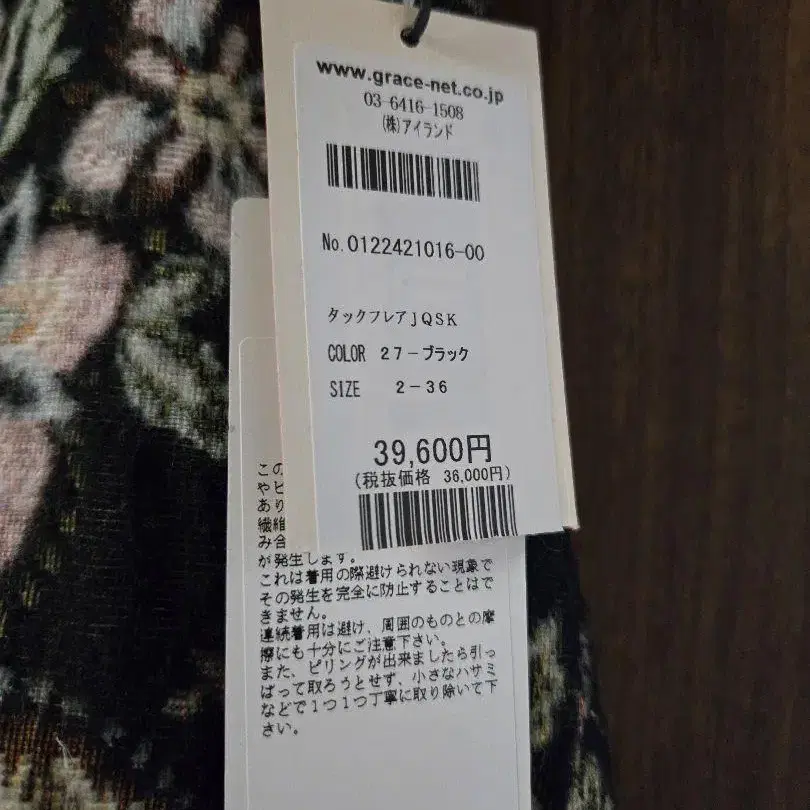 www.grace-net.co.jp
03-6416-1508
(株)アイランド
No.0122421016-00
タックフレアJQSK
COLOR 27-ブラック
SIZE 2-36
39,600円
(税抜価格 36,000円)
この
やピ
あり
繊維
み合
が発生します。
これは着用の際避けられない現象で
その発生を完全に防止することはで
きません。
連続着用は避け、周囲のものとの摩
擦にも十分にご注意下さい。
また、ピリングが出来ましたら引っ
ぱって取ろうとせず、小さなハサミ
などで1つ1つ丁寧に取り除いて下
さい。